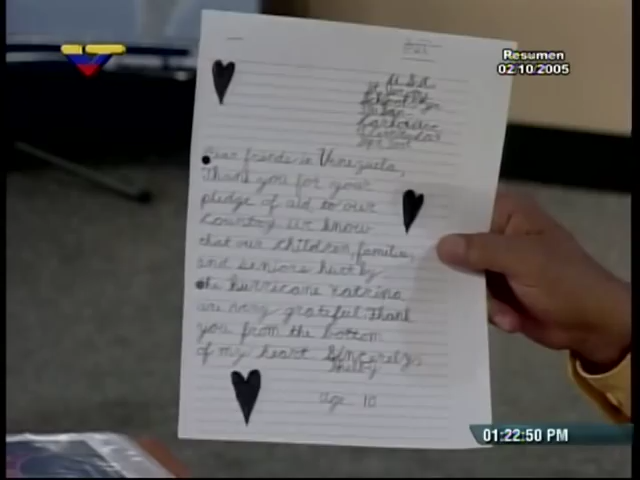 Resumen
02/10/2005
Dear friends in Venezuela,
Thank you for your
pledge of aid to our
country. We know
that our children, families,
and seniors hurt by
the hurricane Katrina
are very grateful. Thank
you from the bottom
of my heart. Sincerely,
Shelby
age 10
01:22:50 PM